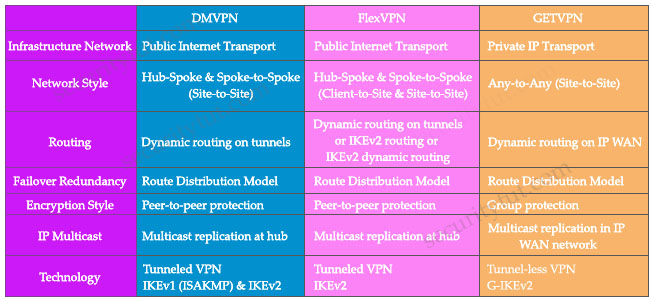 DMVPN FlexVPN GETVPN
Infrastructure Network Public Internet Transport Public Internet Transport Private IP Transport
Network Style Hub-Spoke & Spoke-to-Spoke Hub-Spoke & Spoke-to-Spoke Any-to-Any (Site-to-Site)
(Site-to-Site) (Client-to-Site & Site-to-Site)
Routing Dynamic routing on tunnels Dynamic routing on tunnels Dynamic routing on IP WAN
or IKEv2 routing or
IKEv2 dynamic routing
Failover Redundancy Route Distribution Model Route Distribution Model Route Distribution Model
Encryption Style Peer-to-peer protection Peer-to-peer protection Group protection
IP Multicast Multicast replication at hub Multicast replication at hub Multicast replication in IP
WAN network
Technology Tunneled VPN Tunneled VPN Tunnel-less VPN
IKEv1 (ISAKMP) & IKEv2 IKEv2 G-IKEv2
securitytut.com